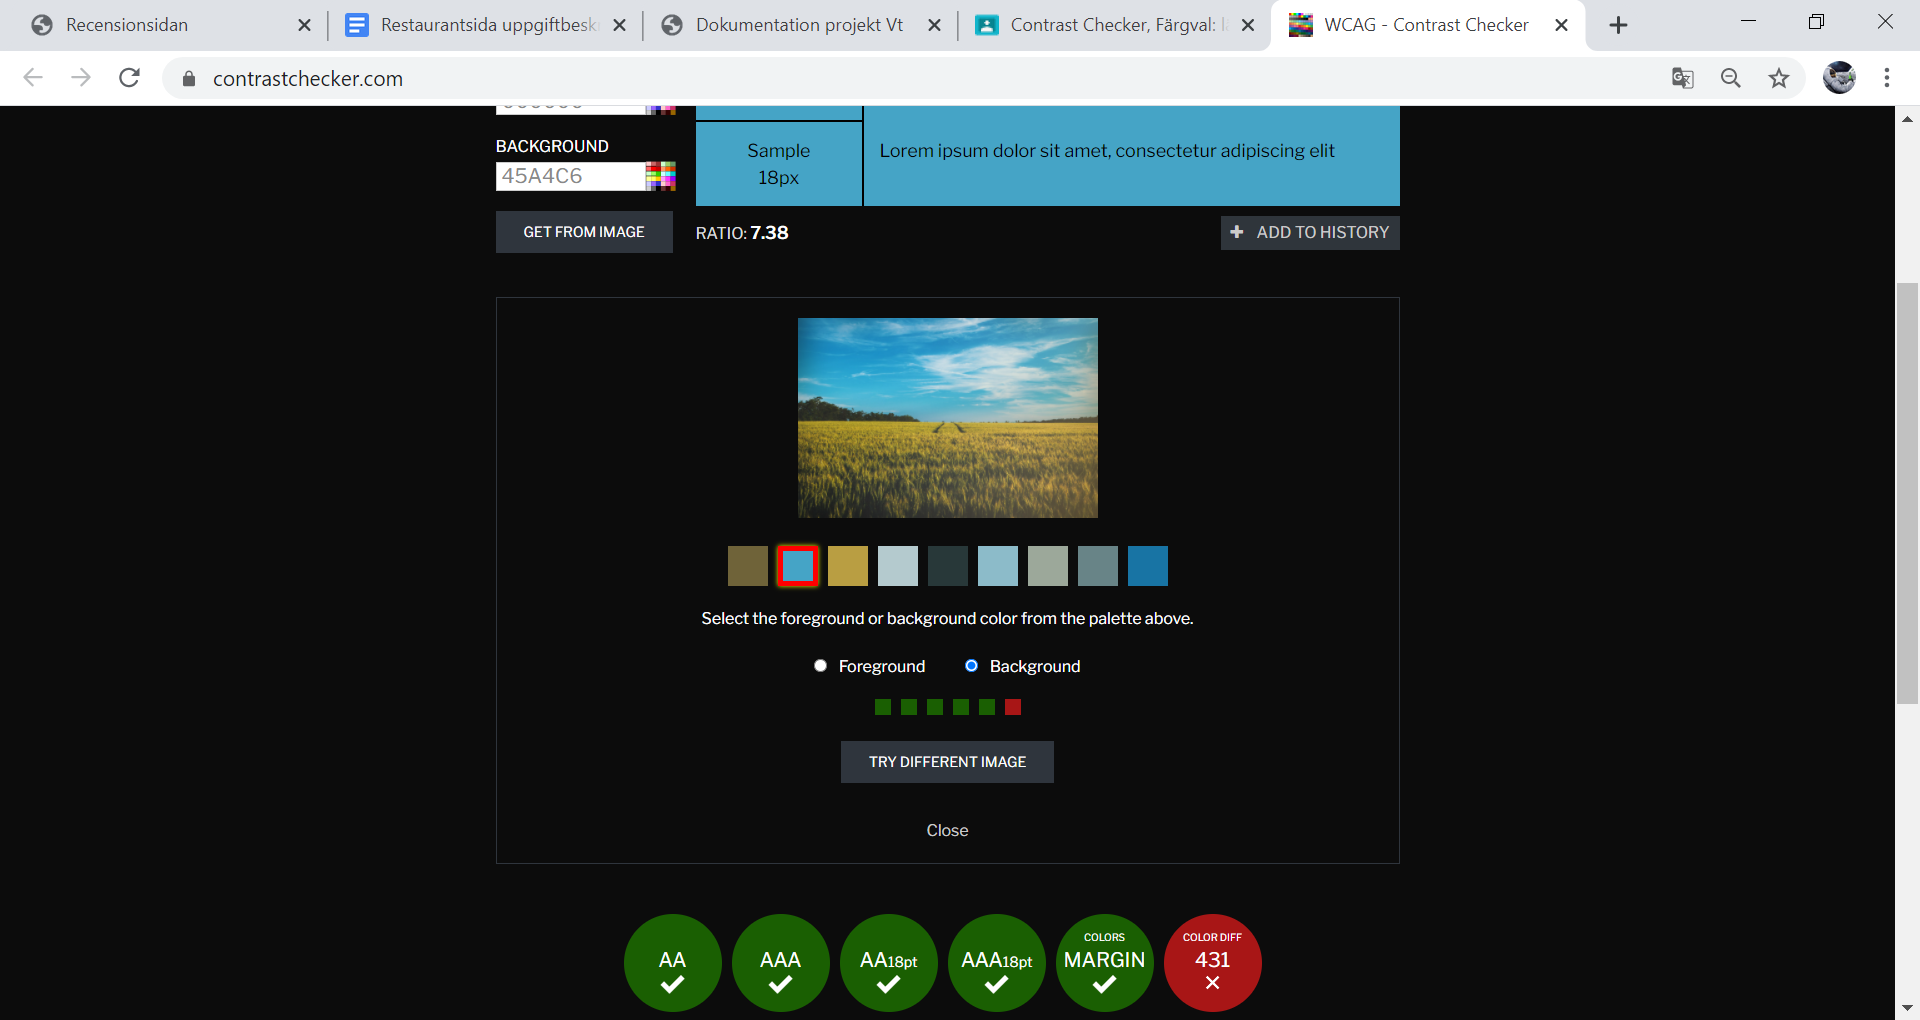 Recensionsidan
Restaurantsida uppgiftbesk
Dokumentation projekt Vt
Contrast Checker, Färgval: l
WCAG - Contrast Checker
contrastchecker.com
BACKGROUND
45A4C6
GET FROM IMAGE
Sample
18px
Lorem ipsum dolor sit amet, consectetur adipiscing elit
RATIO: 7.38
+ ADD TO HISTORY
Select the foreground or background color from the palette above.
Foreground
Background
TRY DIFFERENT IMAGE
Close
AA
AAA
AA18pt
AAA18pt
COLORS
MARGIN
COLOR DIFF
431